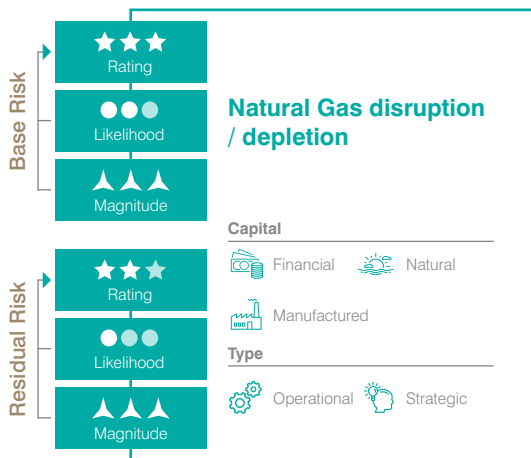 Base Risk
Rating
Likelihood
Magnitude
Natural Gas disruption
/ depletion
Capital
Financial
Natural
Manufactured
Type
Operational
Strategic
Residual Risk
Rating
Likelihood
Magnitude